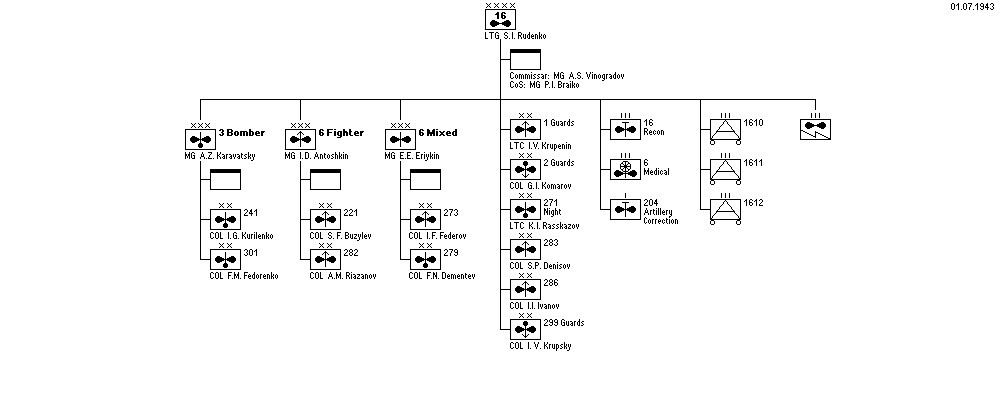 01.07.1943
XXXX
16
LTG S.I. Rudenko
Commissar: MG A.S. Vinogradov
CoS: MG P.I. Braiko
XXX
3 Bomber
MG A.Z. Karavatsky
XX
241
COL I.G. Kurilenko
XX
301
COL F.M. Fedorenko
XXX
6 Fighter
MG I.D. Antoshkin
XX
221
COL S.F. Buzylev
XX
282
COL A.M. Riazanov
XXX
6 Mixed
MG E.E. Eriykin
XX
273
COL I.F. Federov
XX
279
COL F.N. Dementev
XX
1 Guards
LTC I.V. Krupenin
XX
2 Guards
COL G.I. Komarov
XX
271
Night
LTC K.I. Rasskazov
XX
283
COL S.P. Denisov
XX
286
COL I.I. Ivanov
XX
299 Guards
COL I.V. Krupsky
III
16
Recon
III
6
Medical
III
204
Artillery
Correction
III
1610
III
1611
III
1612
III